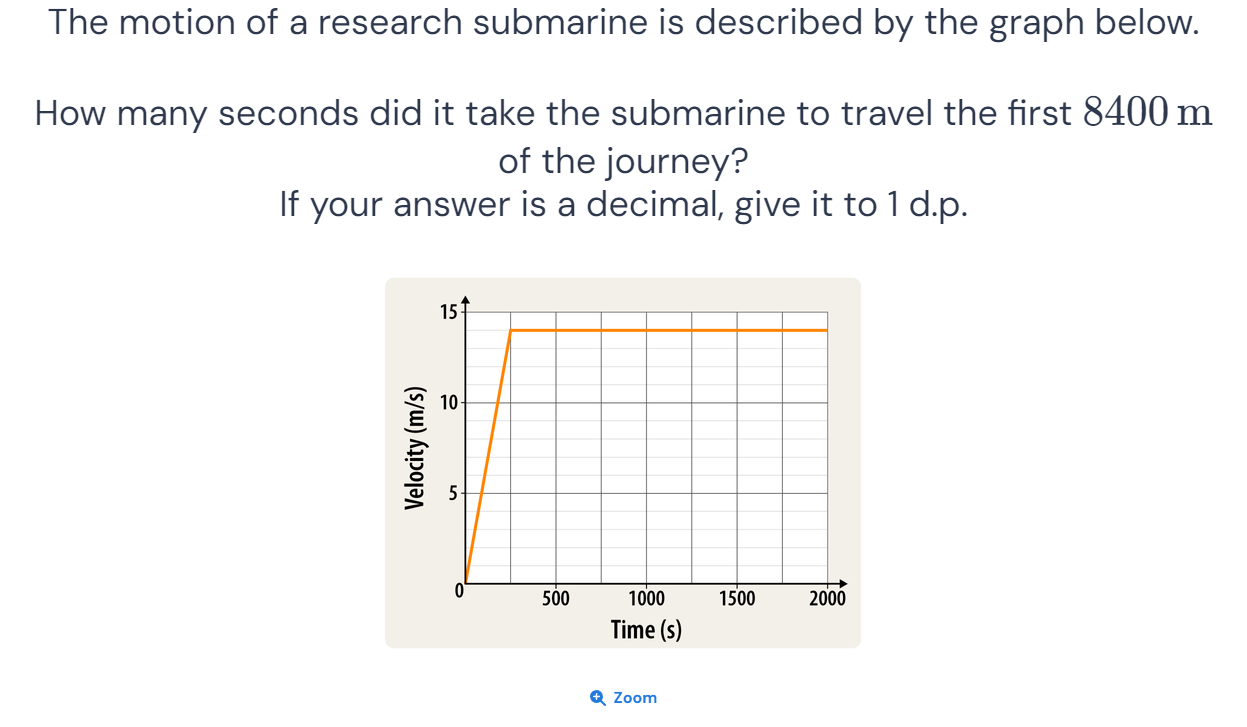 The motion of a research submarine is described by the graph below.
How many seconds did it take the submarine to travel the first 8400 m
of the journey?
If your answer is a decimal, give it to 1 d.p.
15
10
5
0
Velocity (m/s)
500 1000 1500 2000
Time (s)
Zoom